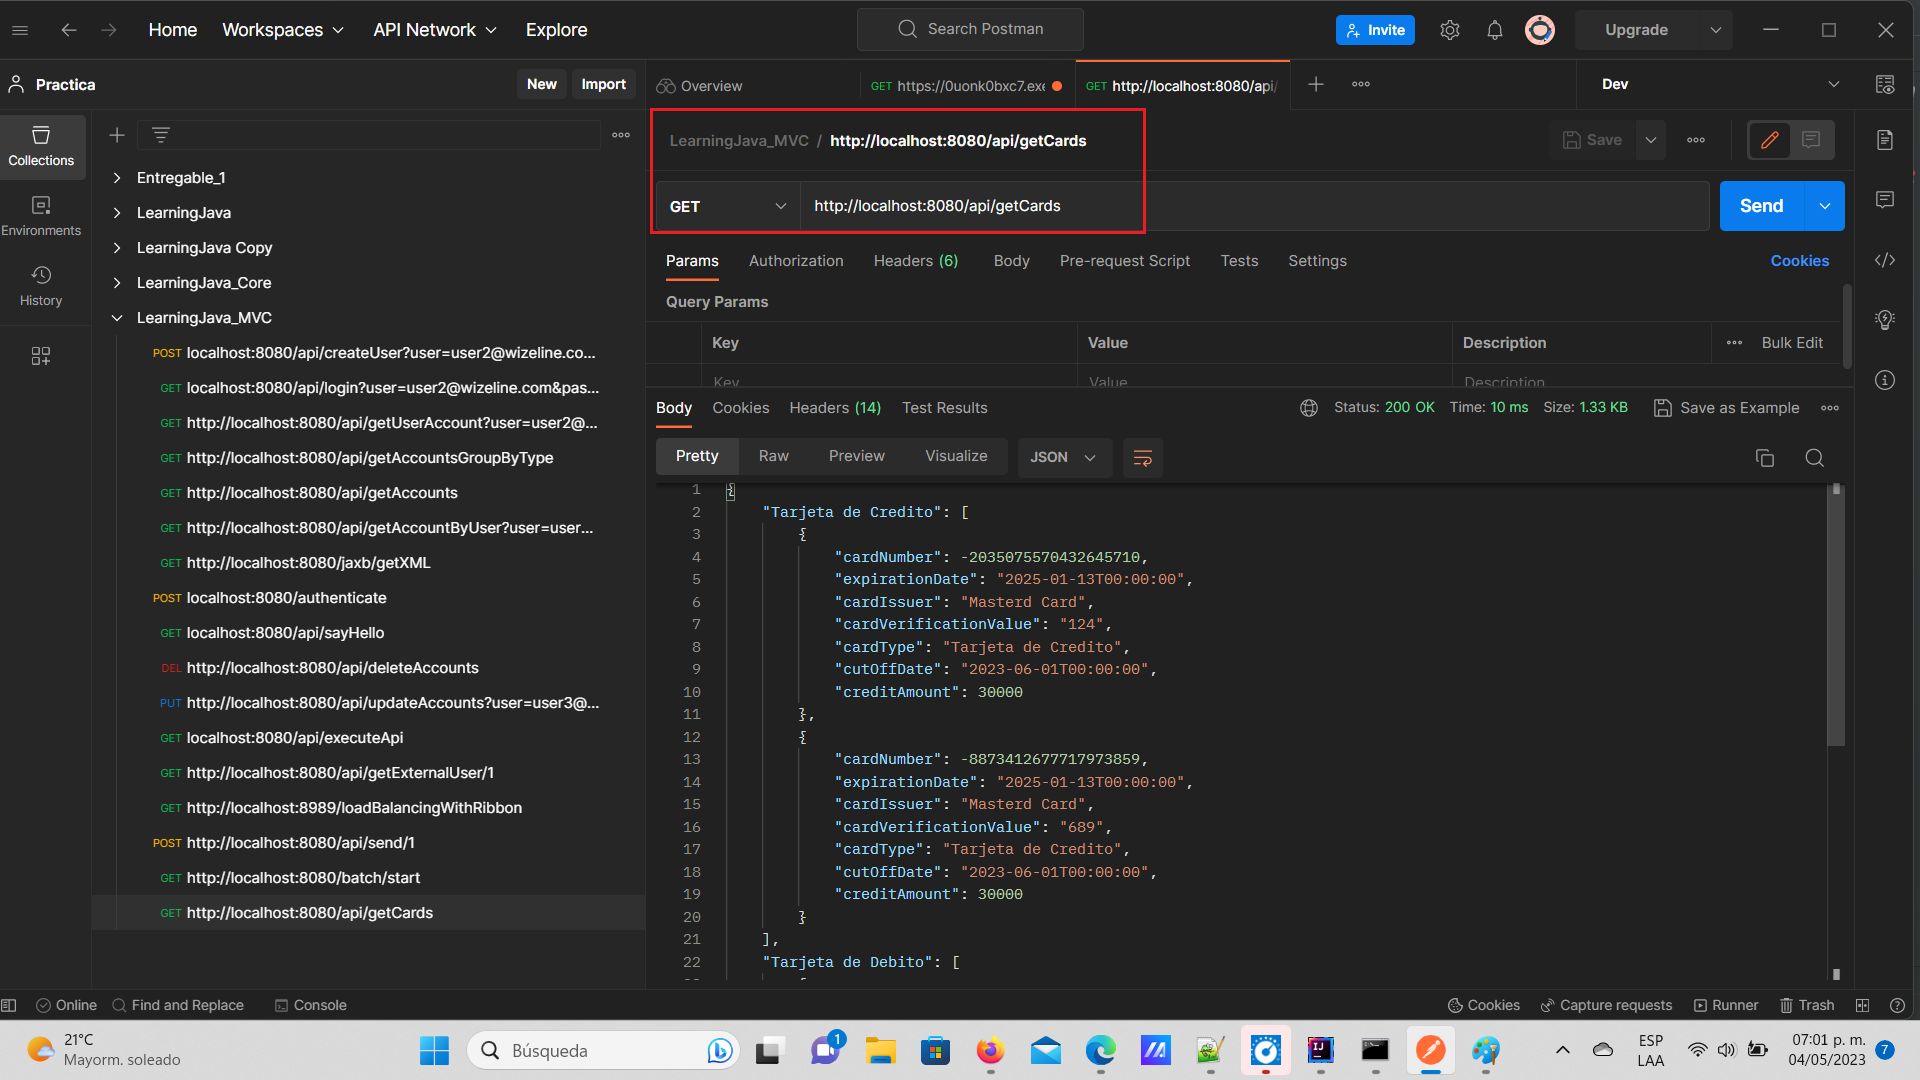 Home Workspaces API Network Explore Search Postman Invite Upgrade
Practica New Import Overview GET https://0uonk0bxc7.exe GET http://localhost:8080/api/ Dev
LearningJava_MVC / http://localhost:8080/api/getCards Save
GET http://localhost:8080/api/getCards Send
Params Authorization Headers (6) Body Pre-request Script Tests Settings Cookies
Query Params
Key Value Description Bulk Edit
Key Value Description
Body Cookies Headers (14) Test Results Status: 200 OK Time: 10 ms Size: 1.33 KB Save as Example
Pretty Raw Preview Visualize JSON
Collections
Environments
History
Entregable_1
LearningJava
LearningJava Copy
LearningJava_Core
LearningJava_MVC
POST localhost:8080/api/createUser?user=user2@wizeline.co...
GET localhost:8080/api/login?user=user2@wizeline.com&pas...
GET http://localhost:8080/api/getUserAccount?user=user2@...
GET http://localhost:8080/api/getAccountsGroupByType
GET http://localhost:8080/api/getAccounts
GET http://localhost:8080/api/getAccountByUser?user=user...
GET http://localhost:8080/jaxb/getXML
POST localhost:8080/authenticate
GET localhost:8080/api/sayHello
DEL http://localhost:8080/api/deleteAccounts
PUT http://localhost:8080/api/updateAccounts?user=user3@...
GET localhost:8080/api/executeApi
GET http://localhost:8080/api/getExternalUser/1
GET http://localhost:8989/loadBalancingWithRibbon
POST http://localhost:8080/api/send/1
GET http://localhost:8080/batch/start
GET http://localhost:8080/api/getCards
1 {
2 "Tarjeta de Credito": [
3 {
4 "cardNumber": -2035075570432645710,
5 "expirationDate": "2025-01-13T00:00:00",
6 "cardIssuer": "Masterd Card",
7 "cardVerificationValue": "124",
8 "cardType": "Tarjeta de Credito",
9 "cutOffDate": "2023-06-01T00:00:00",
10 "creditAmount": 30000
11 },
12 {
13 "cardNumber": -8873412677717973859,
14 "expirationDate": "2025-01-13T00:00:00",
15 "cardIssuer": "Masterd Card",
16 "cardVerificationValue": "689",
17 "cardType": "Tarjeta de Credito",
18 "cutOffDate": "2023-06-01T00:00:00",
19 "creditAmount": 30000
20 }
21 ],
22 "Tarjeta de Debito": [
Online Find and Replace Console Cookies Capture requests Runner Trash
21°C
Mayorm. soleado
Búsqueda
1
IJ
ESP
LAA
07:01 p. m.
04/05/2023
7